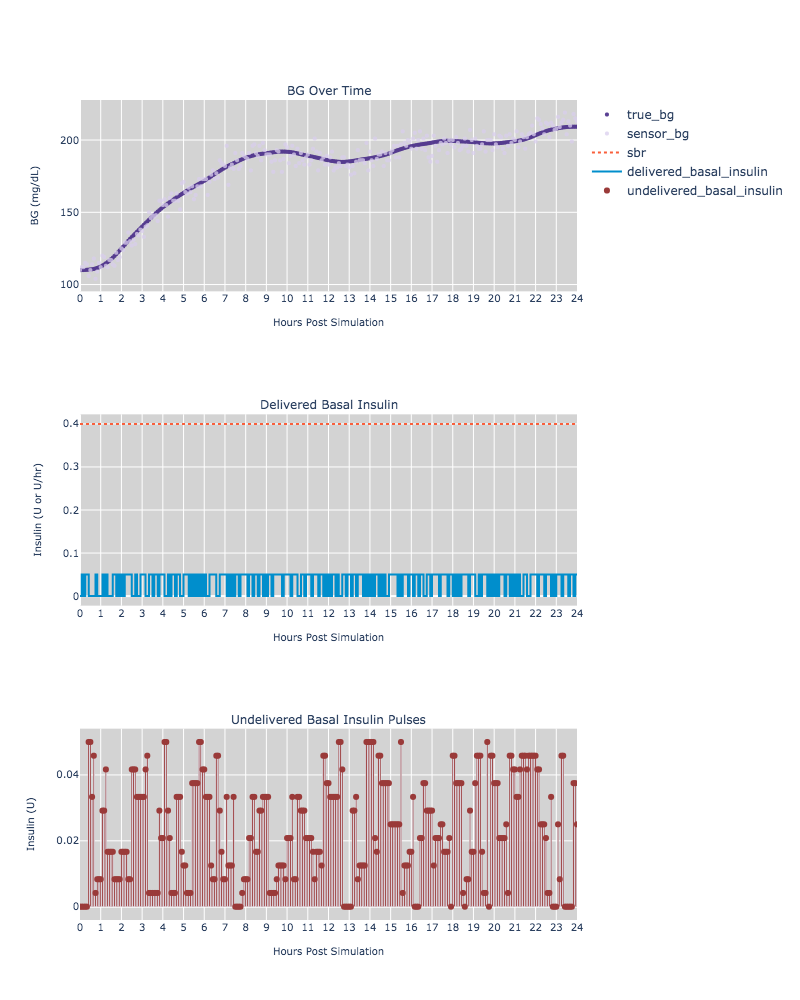 BG Over Time
BG (mg/dL)
200
150
100
0 1 2 3 4 5 6 7 8 9 10 11 12 13 14 15 16 17 18 19 20 21 22 23 24
Hours Post Simulation
true_bg
sensor_bg
sbr
delivered_basal_insulin
undelivered_basal_insulin
Delivered Basal Insulin
Insulin (U or U/hr)
0.4
0.3
0.2
0.1
0
0 1 2 3 4 5 6 7 8 9 10 11 12 13 14 15 16 17 18 19 20 21 22 23 24
Hours Post Simulation
Undelivered Basal Insulin Pulses
Insulin (U)
0.04
0.02
0
0 1 2 3 4 5 6 7 8 9 10 11 12 13 14 15 16 17 18 19 20 21 22 23 24
Hours Post Simulation